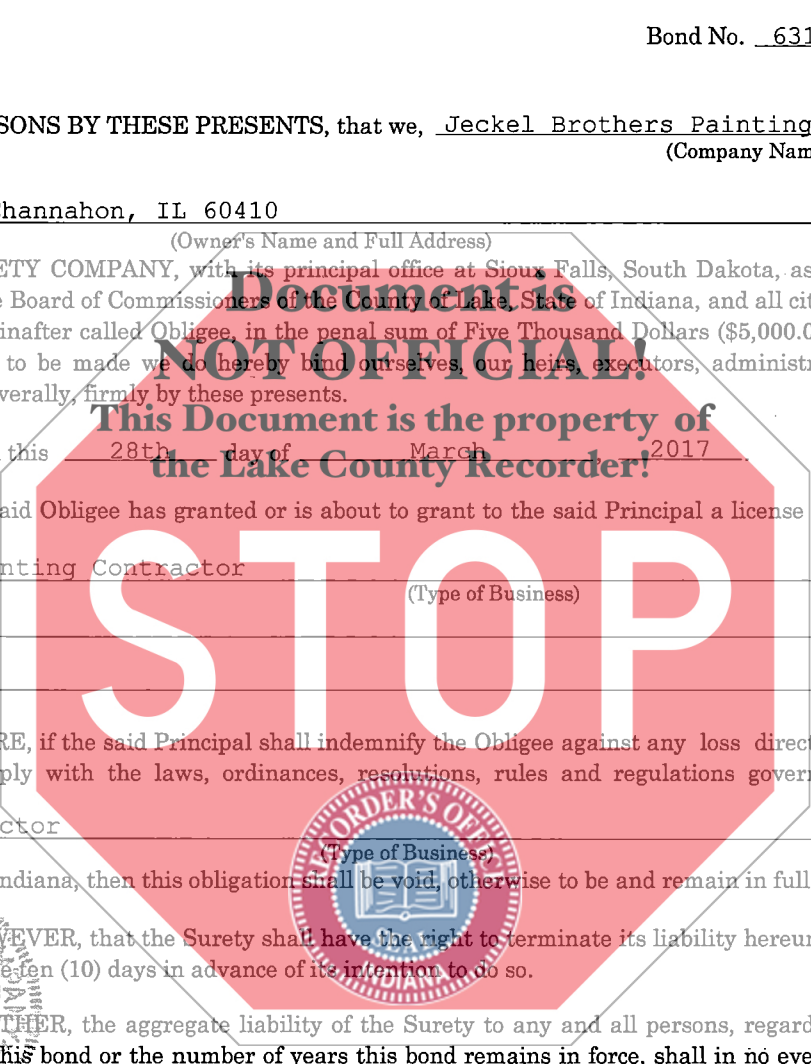 Bond No. 631
SONS BY THESE PRESENTS, that we, Jeckel Brothers Painting
(Company Nam
Channahon, IL 60410
(Owner's Name and Full Address)
ETY COMPANY, with its principal office at Sioux Falls, South Dakota, as
Document is
e Board of Commissioners of the County of Lake, State of Indiana, and all cit
inafter called Obligee, in the penal sum of Five Thousand Dollars ($5,000.0
NOT OFFICIAL!
to be made we do hereby bind ourselves, our heirs, executors, administr
verally, firmly by these presents.
This Document is the property of
this 28th day of March, 2017
the Lake County Recorder!
aid Obligee has granted or is about to grant to the said Principal a license
STOP
nting Contractor
(Type of Business)
RE, if the said Principal shall indemnify the Obligee against any loss direct
ply with the laws, ordinances, resolutions, rules and regulations gover
ctor
RECORDER'S OFFICE
(Type of Business)
ndiana, then this obligation shall be void, otherwise to be and remain in full
SEAL
VEVER, that the Surety shall have the right to terminate its liability hereun
e ten (10) days in advance of its intention to do so.
INDIANA
THER, the aggregate liability of the Surety to any and all persons, regard
his bond or the number of years this bond remains in force, shall in no eve